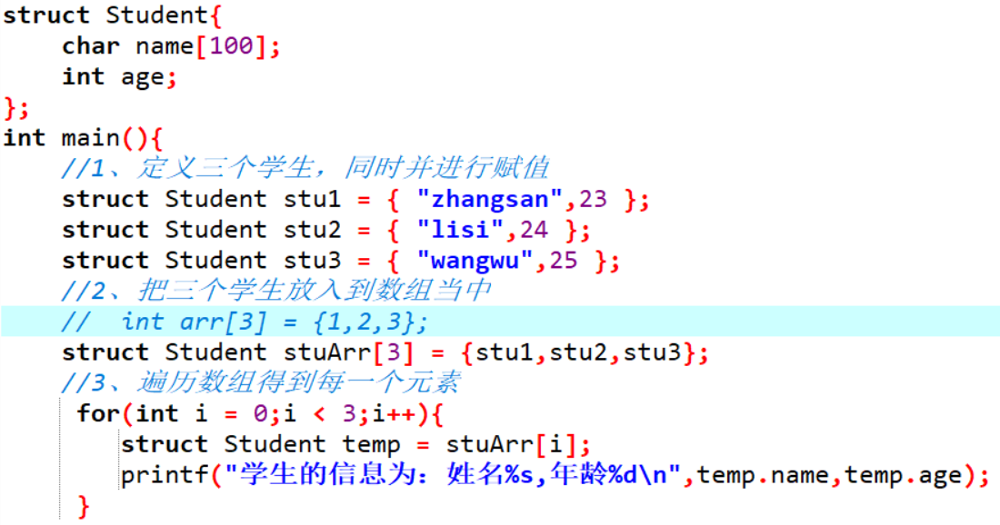 struct Student{
    char name[100];
    int age;
};
int main(){
    //1、定义三个学生，同时并进行赋值
    struct Student stu1 = { "zhangsan",23 };
    struct Student stu2 = { "lisi",24 };
    struct Student stu3 = { "wangwu",25 };
    //2、把三个学生放入到数组当中
    //  int arr[3] = {1,2,3};
    struct Student stuArr[3] = {stu1,stu2,stu3};
    //3、遍历数组得到每一个元素
     for(int i = 0;i < 3;i++){
        struct Student temp = stuArr[i];
        printf("学生的信息为：姓名%s,年龄%d\n",temp.name,temp.age);
     }